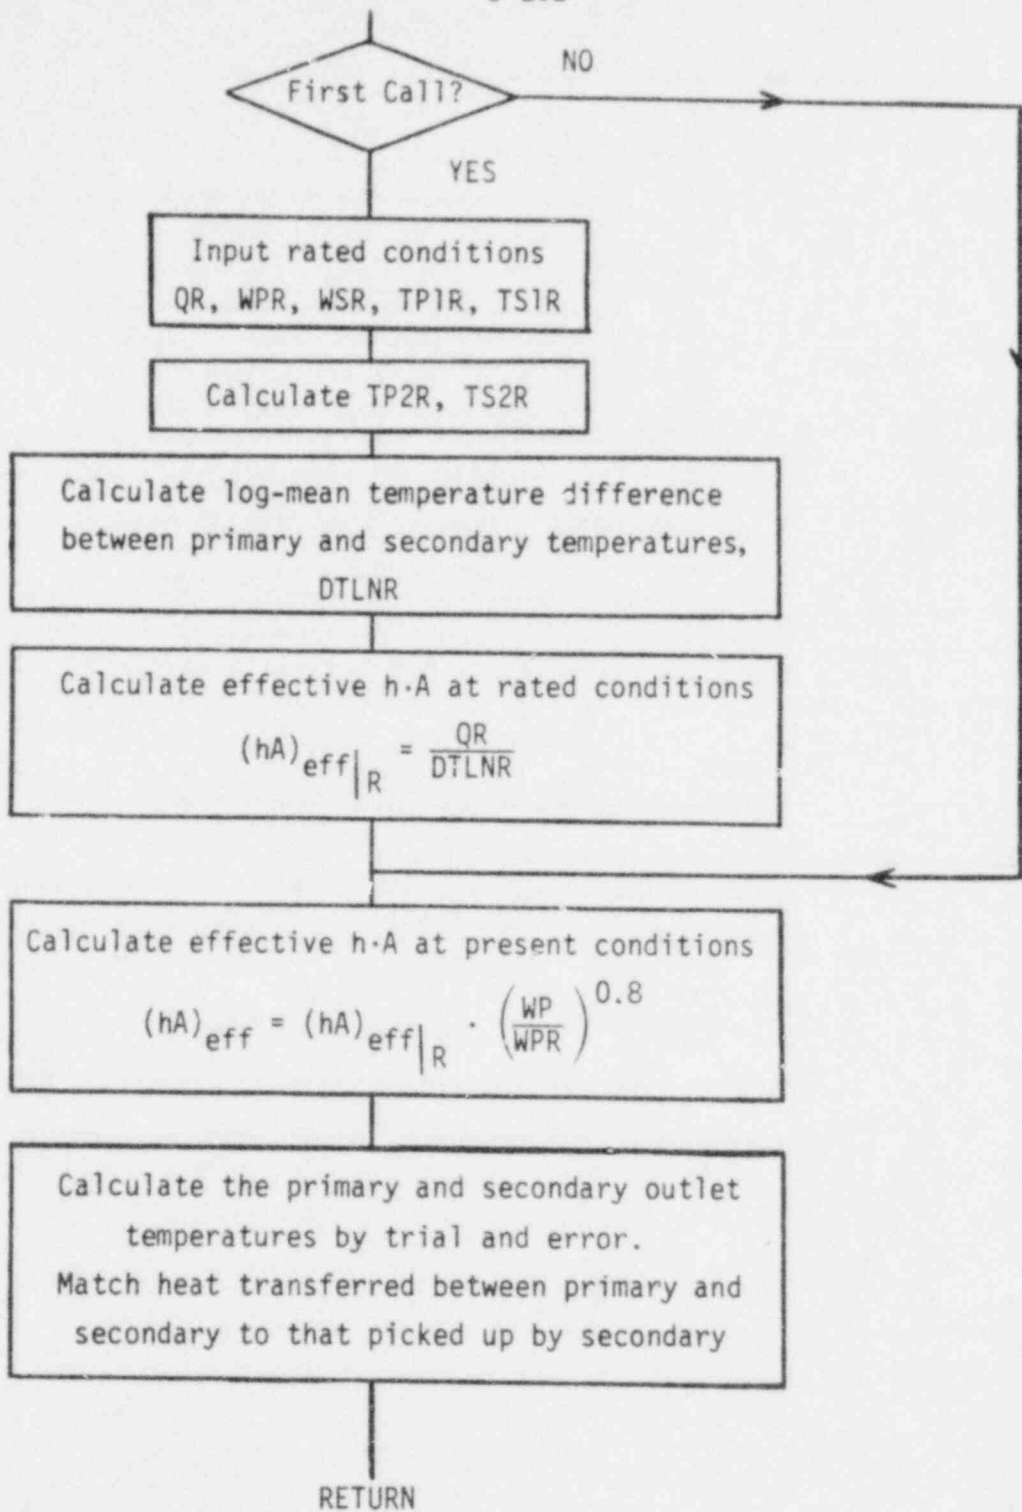 First Call?
NO
YES
Input rated conditions
QR, WPR, WSR, TP1R, TS1R
Calculate TP2R, TS2R
Calculate log-mean temperature difference
between primary and secondary temperatures,
DTLNR
Calculate effective h·A at rated conditions
(hA)eff|R = QR/DTLNR
Calculate effective h·A at present conditions
(hA)eff = (hA)eff|R · (WP/WPR)^0.8
Calculate the primary and secondary outlet
temperatures by trial and error.
Match heat transferred between primary and
secondary to that picked up by secondary
RETURN